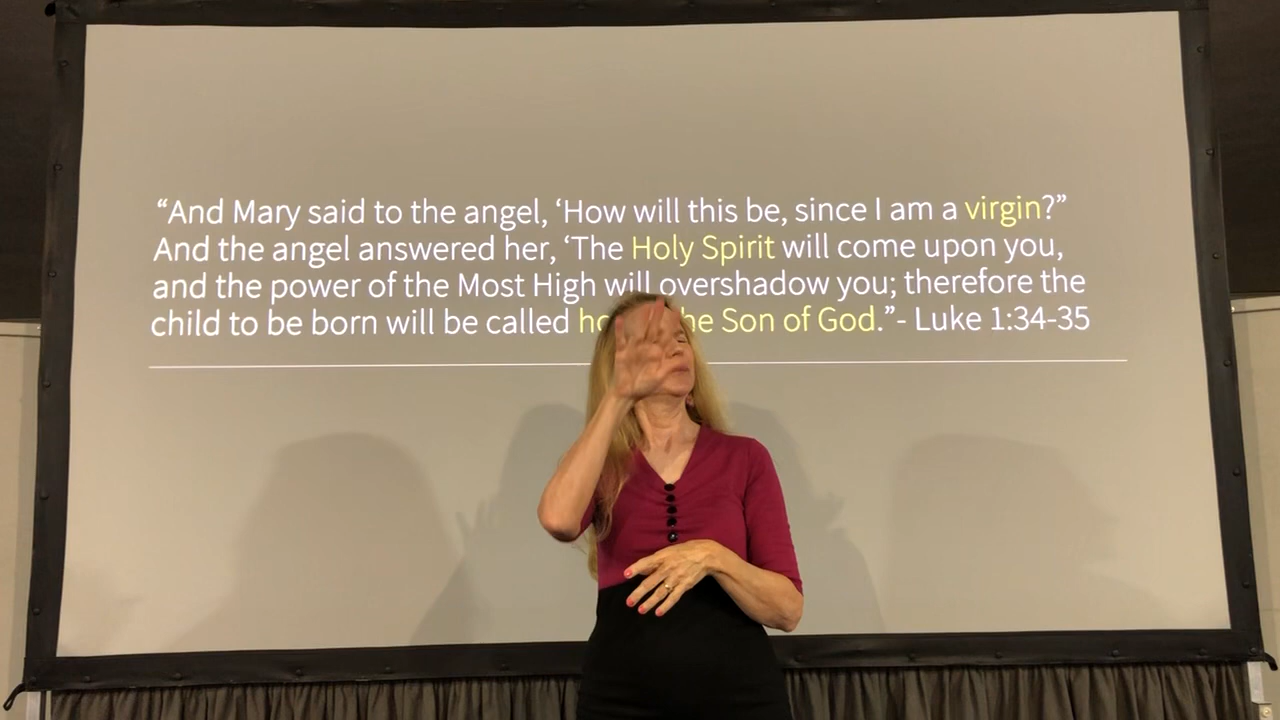 “And Mary said to the angel, ‘How will this be, since I am a virgin?”
And the angel answered her, ‘The Holy Spirit will come upon you,
and the power of the Most High will overshadow you; therefore the
child to be born will be called he Son of God.”- Luke 1:34-35